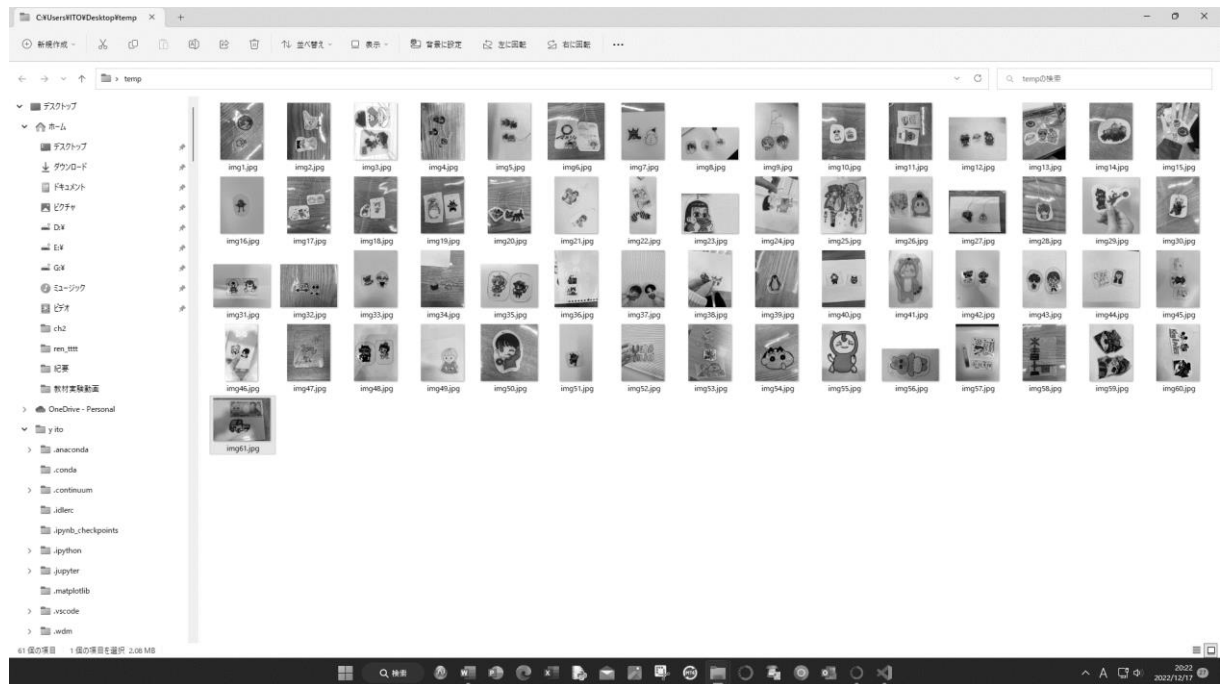 C:¥Users¥ITO¥Desktop¥temp
新規作成
並べ替え
表示
背景に設定
左に回転
右に回転
temp
tempの検索
デスクトップ
ホーム
デスクトップ
ダウンロード
ドキュメント
ピクチャ
D:¥
E:¥
G:¥
ミュージック
ビデオ
ch2
ren_tttt
紀要
教材実験動画
OneDrive - Personal
y ito
.anaconda
.conda
.continuum
.idlerc
.ipynb_checkpoints
.ipython
.jupyter
.matplotlib
.vscode
.wdm
img1.jpg img2.jpg img3.jpg img4.jpg img5.jpg img6.jpg img7.jpg img8.jpg img9.jpg img10.jpg img11.jpg img12.jpg img13.jpg img14.jpg img15.jpg
img16.jpg img17.jpg img18.jpg img19.jpg img20.jpg img21.jpg img22.jpg img23.jpg img24.jpg img25.jpg img26.jpg img27.jpg img28.jpg img29.jpg img30.jpg
img31.jpg img32.jpg img33.jpg img34.jpg img35.jpg img36.jpg img37.jpg img38.jpg img39.jpg img40.jpg img41.jpg img42.jpg img43.jpg img44.jpg img45.jpg
img46.jpg img47.jpg img48.jpg img49.jpg img50.jpg img51.jpg img52.jpg img53.jpg img54.jpg img55.jpg img56.jpg img57.jpg img58.jpg img59.jpg img60.jpg
img61.jpg
61 個の項目 1 個の項目を選択 2.08 MB
検索
A
20:22
2022/12/17